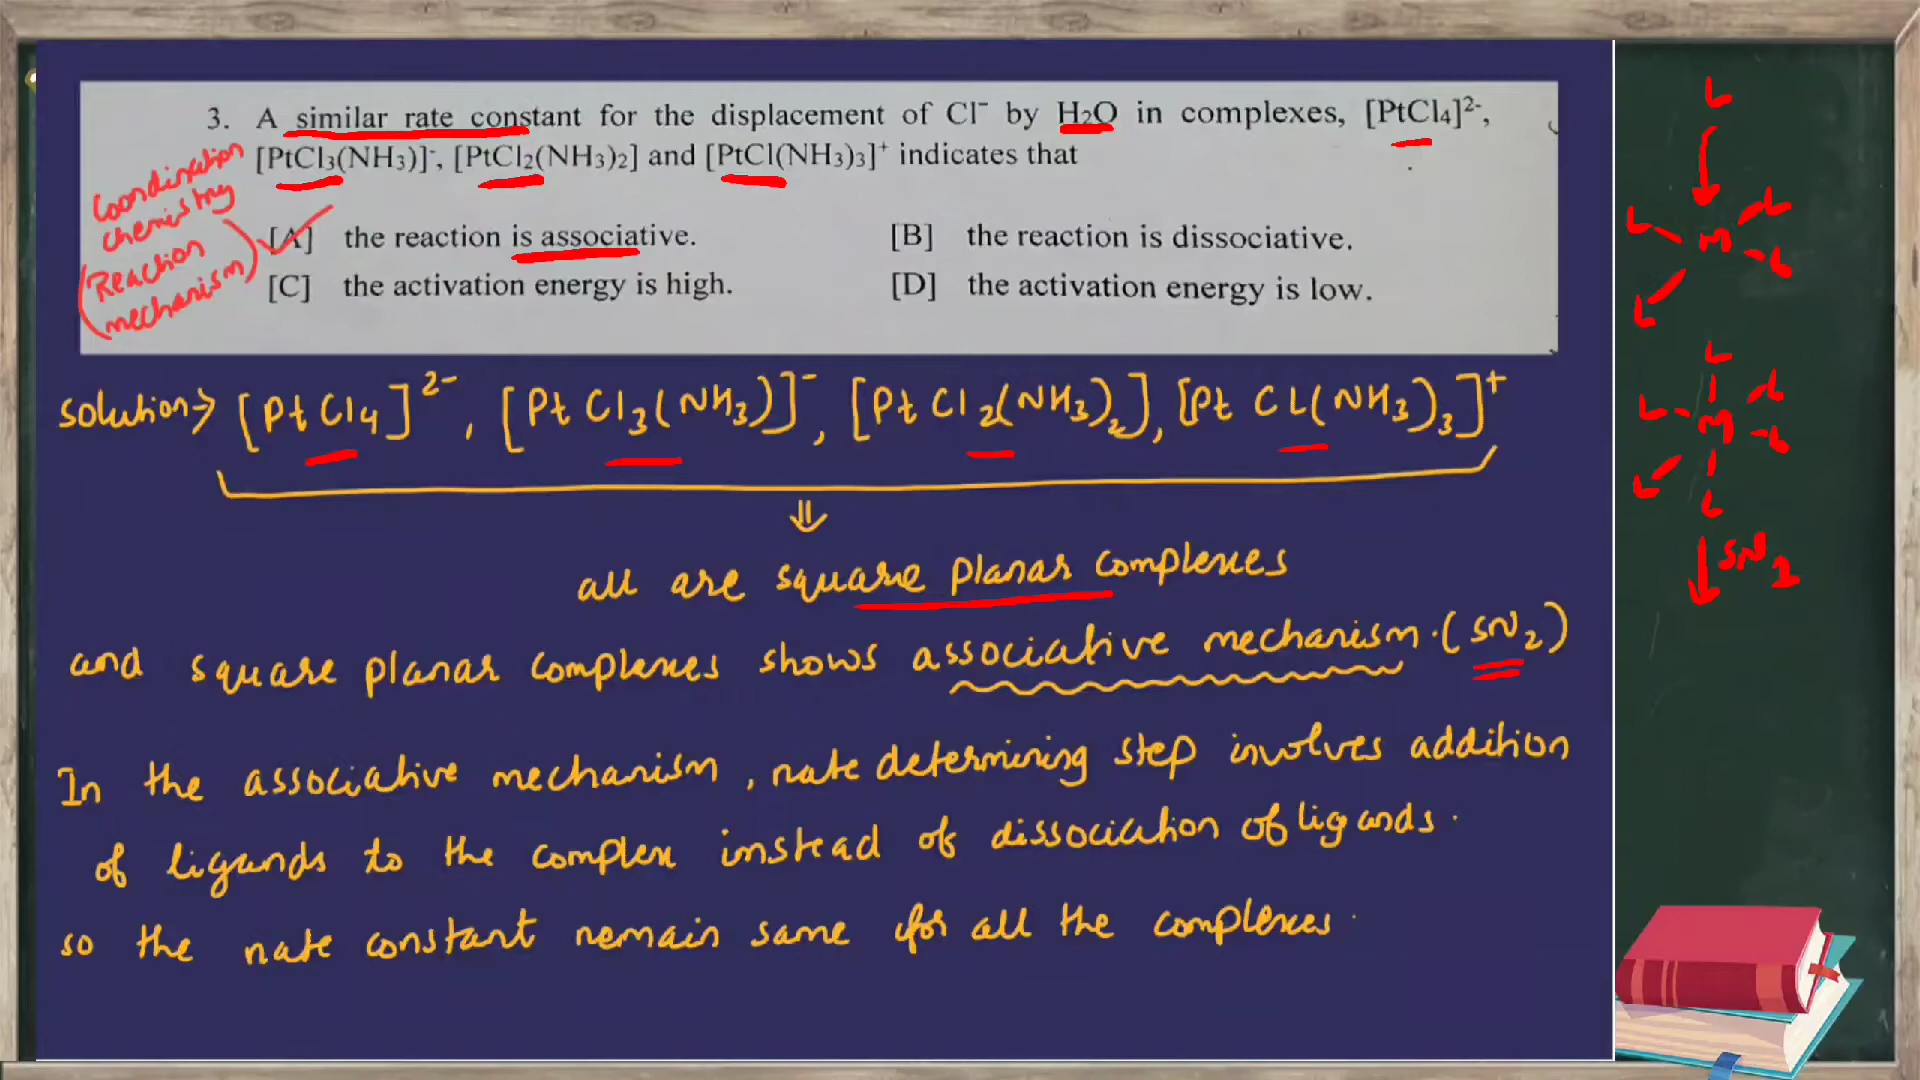 3. A similar rate constant for the displacement of Cl⁻ by H₂O in complexes, [PtCl₄]²⁻,
[PtCl₃(NH₃)]⁻, [PtCl₂(NH₃)₂] and [PtCl(NH₃)₃]⁺ indicates that
[A] the reaction is associative. [B] the reaction is dissociative.
[C] the activation energy is high. [D] the activation energy is low.
Coordination
chemistry
(Reaction
mechanism)
solution→ [PtCl₄]²⁻, [PtCl₃(NH₃)]⁻, [PtCl₂(NH₃)₂], [Pt CL(NH₃)₃]⁺
⇓
all are square planar complexes
and square planar complexes shows associative mechanism.(SN₂)
In the associative mechanism, rate determining step involves addition
of ligands to the complex instead of dissociation of ligands.
so the rate constant remain same for all the complexes.
L
L
L
M
L
L
L
L
L
M
L
L
L
SN₂